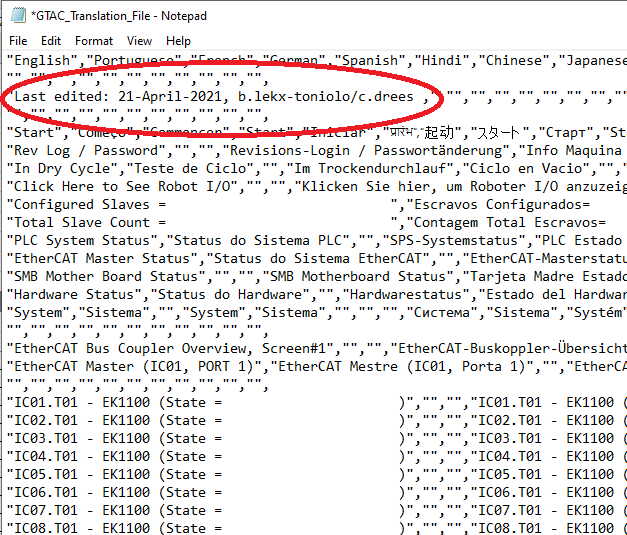 *GTAC_Translation_File - Notepad
File Edit Format View Help
"English","Portuguese","French","German","Spanish","Hindi","Chinese","Japanese
"","","","","","","","","","",
"Last edited: 21-April-2021, b.lekx-toniolo/c.drees ", "","","","","","","","",
"","","","","","","","","","",
"Start","Começo","Commencer","Start","Iniciar","प्रारंभ","起动","スタート","Старт","St
"Rev Log / Password","","","Revisions-Login / Passwortänderung","Info Maquina
"In Dry Cycle","Teste de Ciclo","","Im Trockendurchlauf","Ciclo en Vacio","",""
"Click Here to See Robot I/O","","","Klicken Sie hier, um Roboter I/O anzuzeig
"Configured Slaves = ","Escravos Configurados=
"Total Slave Count = ","Contagem Total Escravos=
"PLC System Status","Status do Sistema PLC","","SPS-Systemstatus","PLC Estado
"EtherCAT Master Status","Status do Sistema EtherCAT","","EtherCAT-Masterstatu
"SMB Mother Board Status","","","SMB Motherboard Status","Tarjeta Madre Estado
"Hardware Status","Status do Hardware","","Hardwarestatus","Estado del Hardwar
"System","Sistema","","System","Sistema","","","","Система","Sistema","Systém"
"","","","","","","","","","",
"EtherCAT Bus Coupler Overview, Screen#1","","","EtherCAT-Buskoppler-Übersicht
"EtherCAT Master (IC01, PORT 1)","EtherCAT Mestre (IC01, Porta 1)","","EtherCA
"","","","","","","","","","",
"IC01.T01 - EK1100 (State = )","","","IC01.T01 - EK1100 (
"IC02.T01 - EK1100 (State = )","","","IC02.T01 - EK1100 (
"IC03.T01 - EK1100 (State = )","","","IC03.T01 - EK1100 (
"IC04.T01 - EK1100 (State = )","","","IC04.T01 - EK1100 (
"IC05.T01 - EK1100 (State = )","","","IC05.T01 - EK1100 (
"IC06.T01 - EK1100 (State = )","","","IC06.T01 - EK1100 (
"IC07.T01 - EK1100 (State = )","","","IC07.T01 - EK1100 (
"IC08.T01 - EK1100 (State = )","","","IC08.T01 - EK1100 (